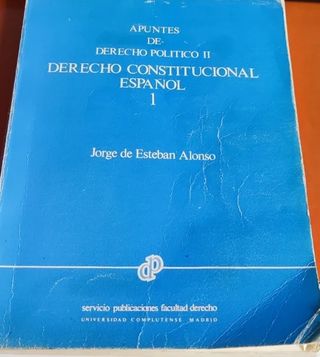 APUNTES
DE
DERECHO POLITICO II
DERECHO CONSTITUCIONAL
ESPAÑOL
1
Jorge de Esteban Alonso
dp
servicio publicaciones facultad derecho
UNIVERSIDAD COMPLUTENSE MADRID